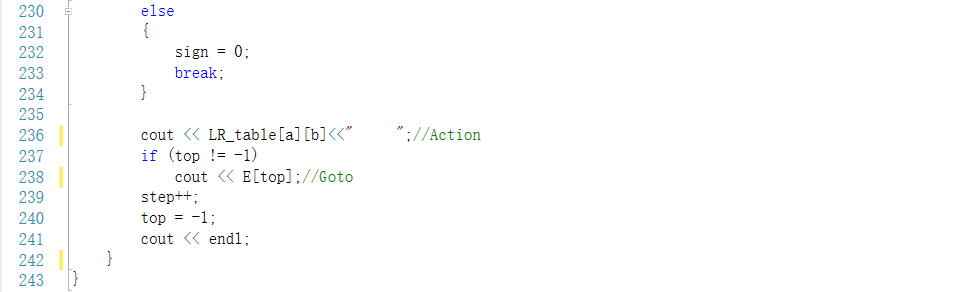 230 else
231 {
232 sign = 0;
233 break;
234 }
235
236 cout << LR_table[a][b]<<"     ";//Action
237 if (top != -1)
238 cout << E[top];//Goto
239 step++;
240 top = -1;
241 cout << endl;
242 }
243 }